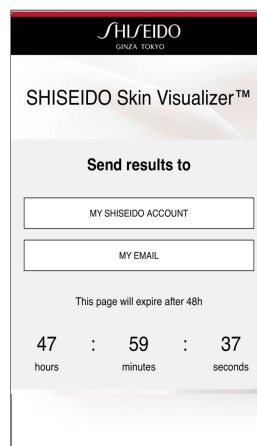 SHISEIDO
GINZA TOKYO
SHISEIDO Skin Visualizer™
Send results to
MY SHISEIDO ACCOUNT
MY EMAIL
This page will expire after 48h
47 : 59 : 37
hours minutes seconds